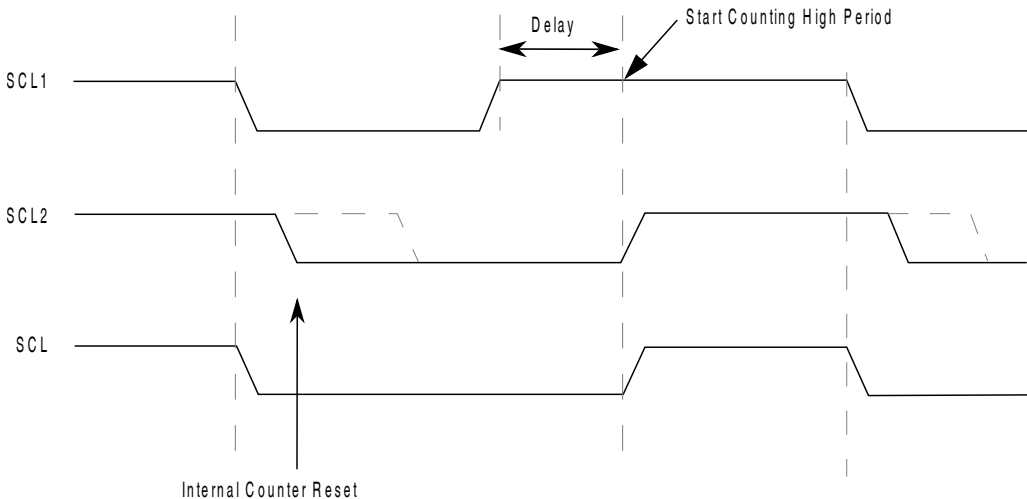 Start Counting High Period
Delay
SCL1
SCL2
SCL
Internal Counter Reset